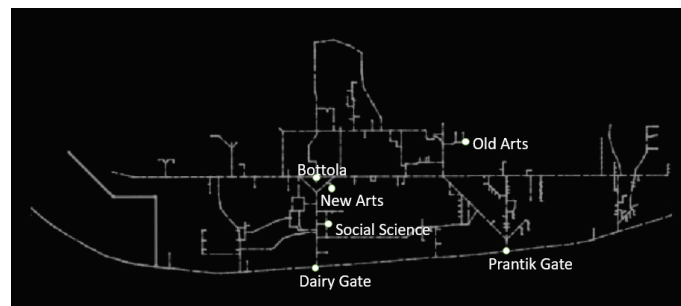 Old Arts
Bottola
New Arts
Social Science
Prantik Gate
Dairy Gate